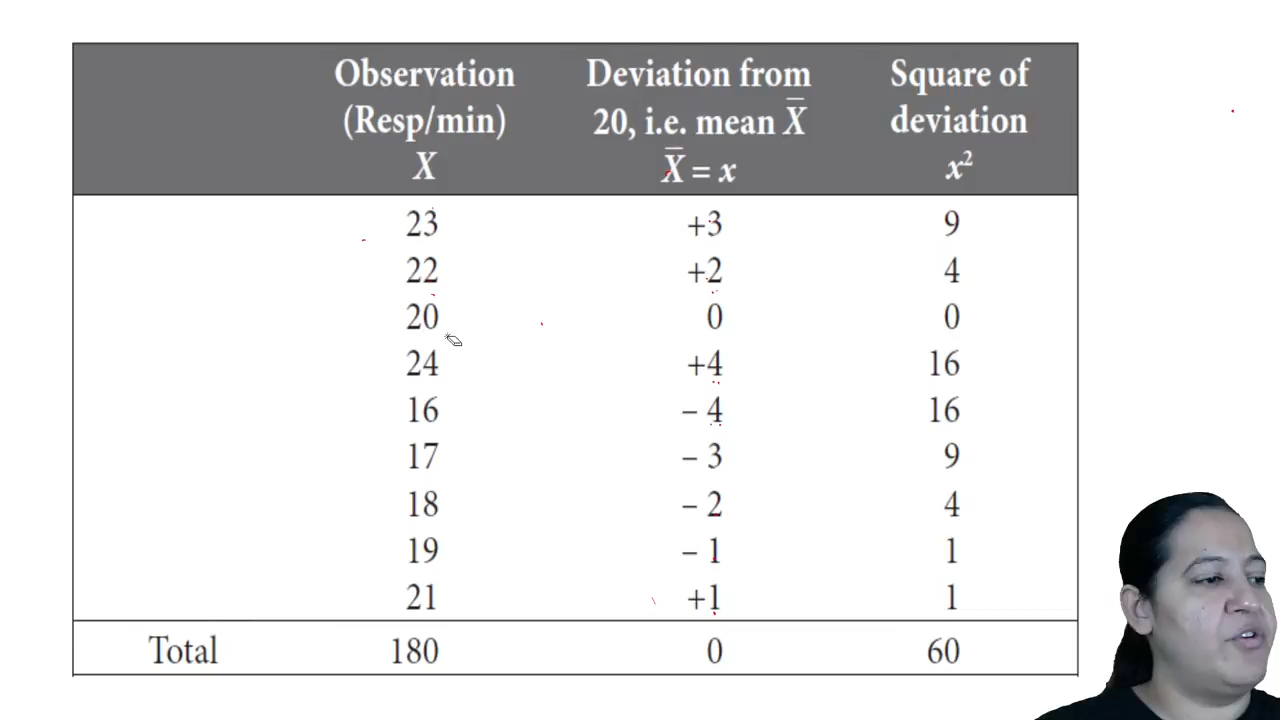 Observation Deviation from Square of
(Resp/min) 20, i.e. mean X̅ deviation
X X̅ = x x²
23 +3 9
22 +2 4
20 0 0
24 +4 16
16 – 4 16
17 – 3 9
18 – 2 4
19 – 1 1
21 +1 1
Total 180 0 60